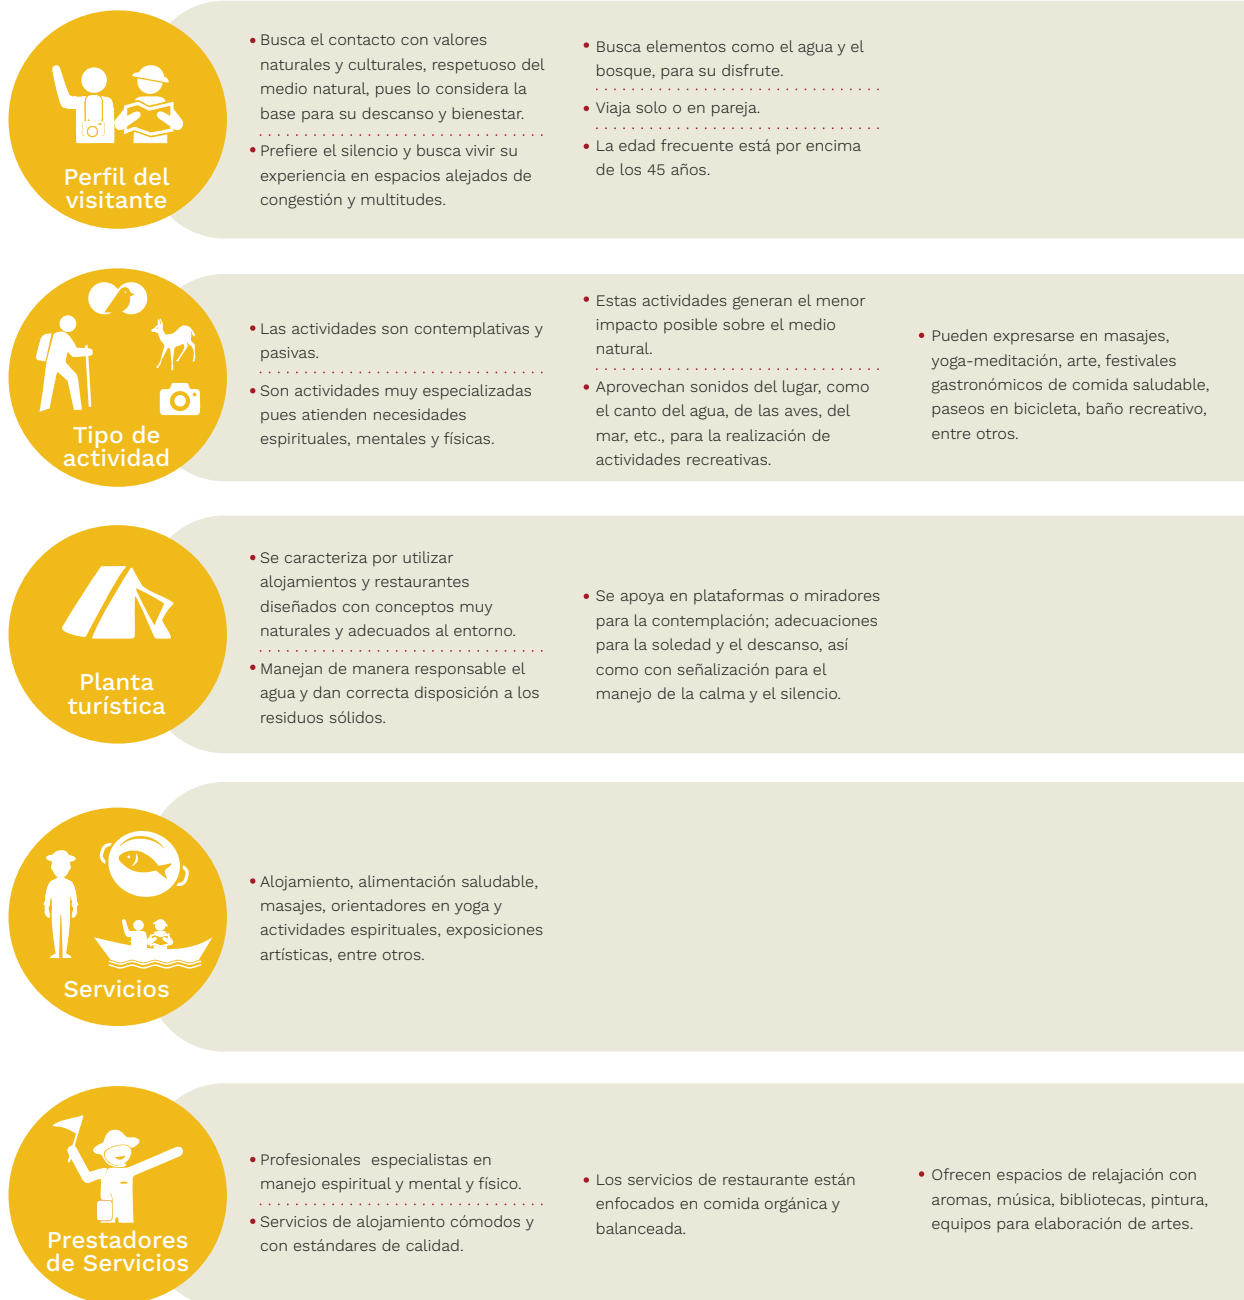 Perfil del
visitante
• Busca el contacto con valores
naturales y culturales, respetuoso del
medio natural, pues lo considera la
base para su descanso y bienestar.
• Prefiere el silencio y busca vivir su
experiencia en espacios alejados de
congestión y multitudes.
• Busca elementos como el agua y el
bosque, para su disfrute.
• Viaja solo o en pareja.
• La edad frecuente está por encima
de los 45 años.
Tipo de
actividad
• Las actividades son contemplativas y
pasivas.
• Son actividades muy especializadas
pues atienden necesidades
espirituales, mentales y físicas.
• Estas actividades generan el menor
impacto posible sobre el medio
natural.
• Aprovechan sonidos del lugar, como
el canto del agua, de las aves, del
mar, etc., para la realización de
actividades recreativas.
• Pueden expresarse en masajes,
yoga-meditación, arte, festivales
gastronómicos de comida saludable,
paseos en bicicleta, baño recreativo,
entre otros.
Planta
turística
• Se caracteriza por utilizar
alojamientos y restaurantes
diseñados con conceptos muy
naturales y adecuados al entorno.
• Manejan de manera responsable el
agua y dan correcta disposición a los
residuos sólidos.
• Se apoya en plataformas o miradores
para la contemplación; adecuaciones
para la soledad y el descanso, así
como con señalización para el
manejo de la calma y el silencio.
Servicios
• Alojamiento, alimentación saludable,
masajes, orientadores en yoga y
actividades espirituales, exposiciones
artísticas, entre otros.
Prestadores
de Servicios
• Profesionales especialistas en
manejo espiritual y mental y físico.
• Servicios de alojamiento cómodos y
con estándares de calidad.
• Los servicios de restaurante están
enfocados en comida orgánica y
balanceada.
• Ofrecen espacios de relajación con
aromas, música, bibliotecas, pintura,
equipos para elaboración de artes.